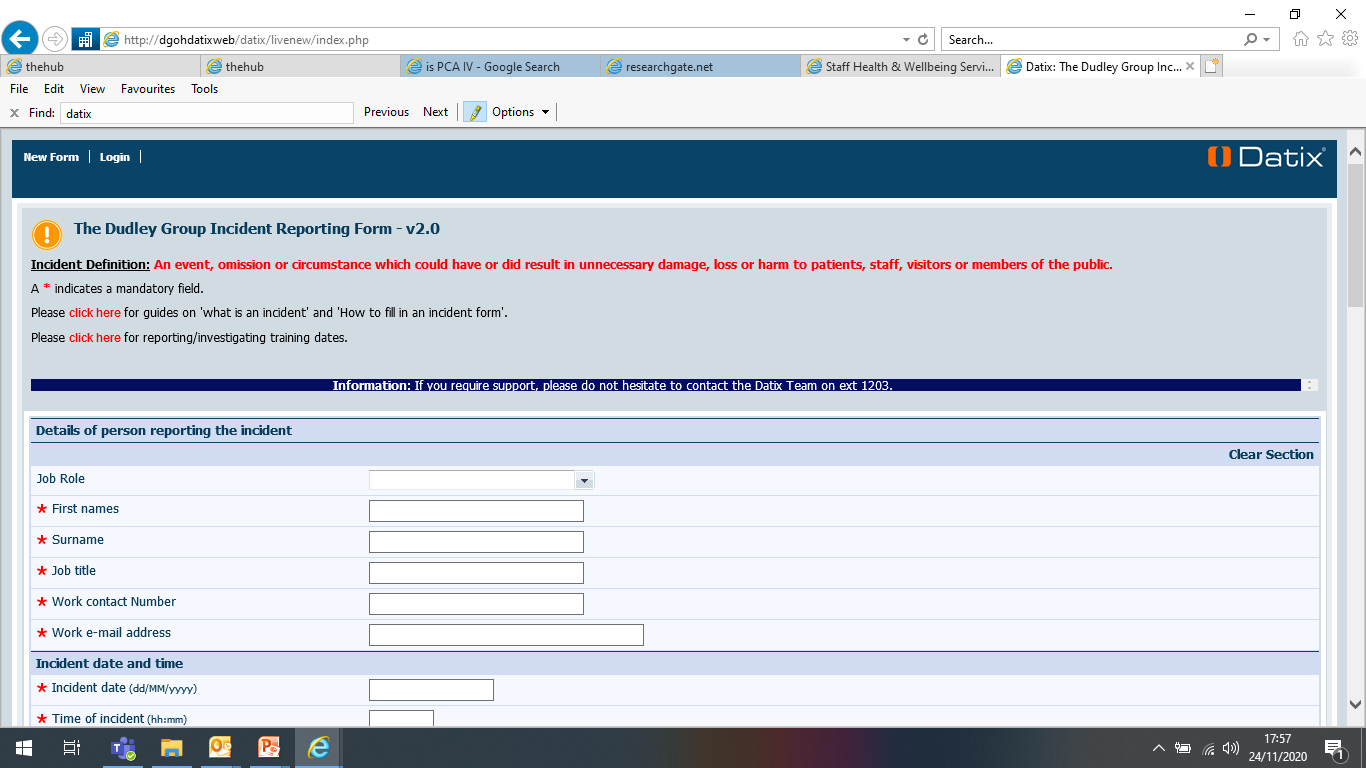 http://dgohdatixweb/datix/livenew/index.php
Search...
thehub
thehub
is PCA IV - Google Search
researchgate.net
Staff Health & Wellbeing Servi...
Datix: The Dudley Group Inc...
File Edit View Favourites Tools
Find: datix Previous Next Options
New Form Login
Datix
The Dudley Group Incident Reporting Form - v2.0
Incident Definition: An event, omission or circumstance which could have or did result in unnecessary damage, loss or harm to patients, staff, visitors or members of the public.
A * indicates a mandatory field.
Please click here for guides on 'what is an incident' and 'How to fill in an incident form'.
Please click here for reporting/investigating training dates.
Information: If you require support, please do not hesitate to contact the Datix Team on ext 1203.
Details of person reporting the incident
Clear Section
Job Role
* First names
* Surname
* Job title
* Work contact Number
* Work e-mail address
Incident date and time
* Incident date (dd/MM/yyyy)
* Time of incident (hh:mm)
17:57
24/11/2020
1